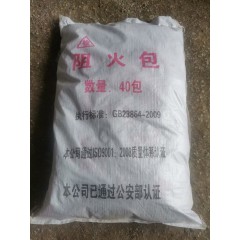 阻火包
数量: 40包
执行标准: GB23864-2009
本公司通过ISO9001:2008质量体系认证
本公司已通过公安部认证